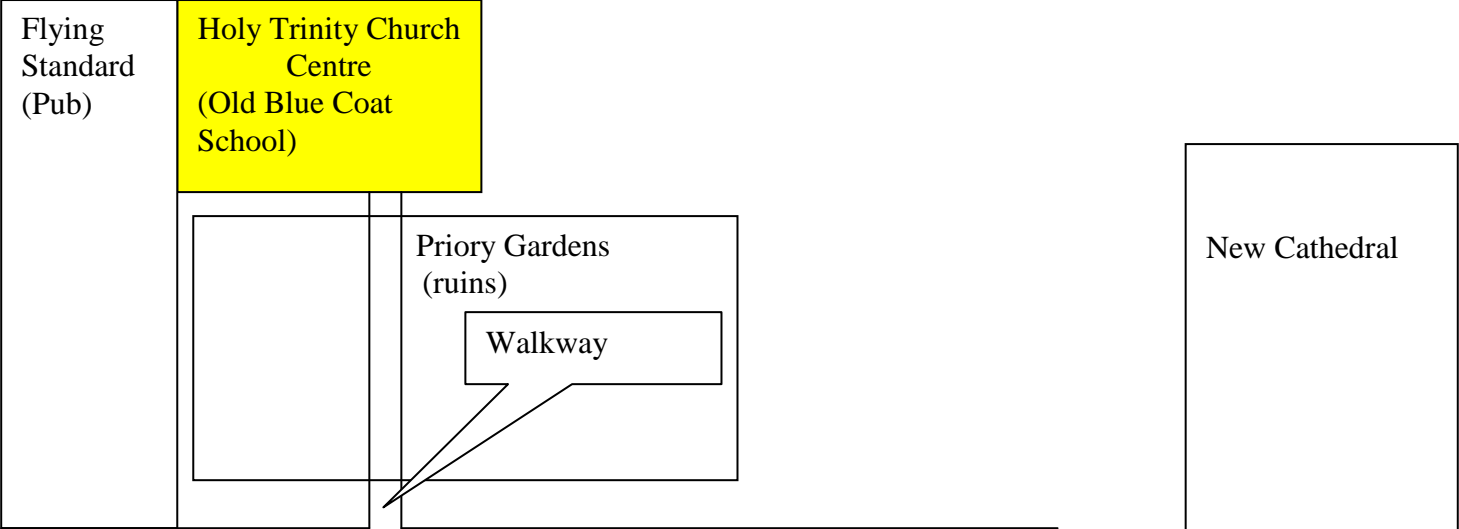 Flying
Standard
(Pub)
Holy Trinity Church
Centre
(Old Blue Coat
School)
Priory Gardens
(ruins)
Walkway
New Cathedral